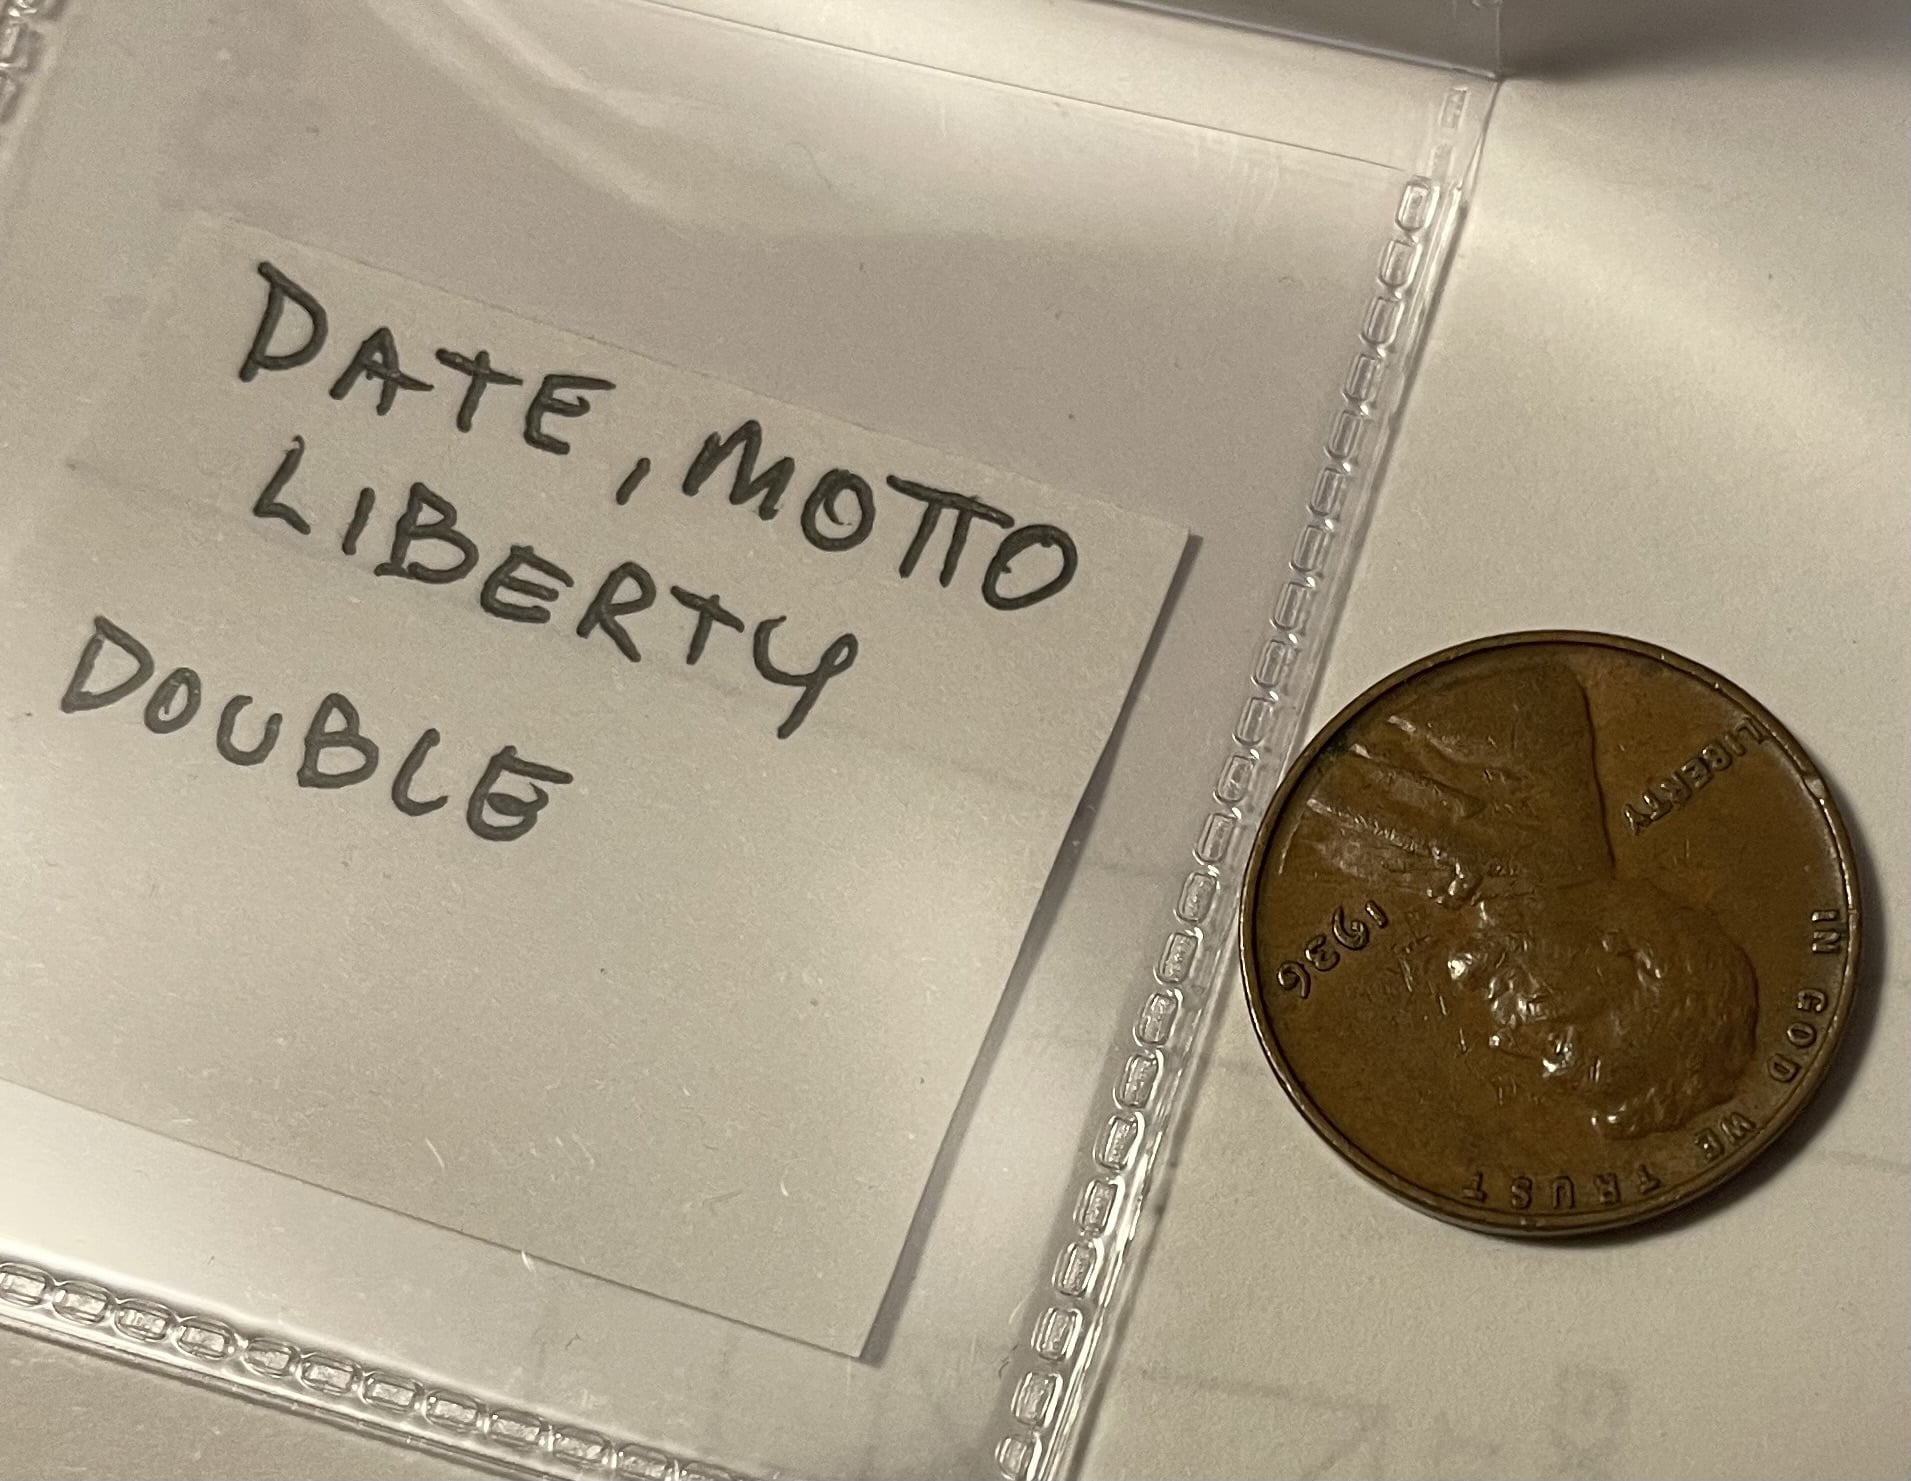 DATE, MOTTO
LIBERTY
DOUBLE
LIBERTY
1936
IN GOD WE TRUST